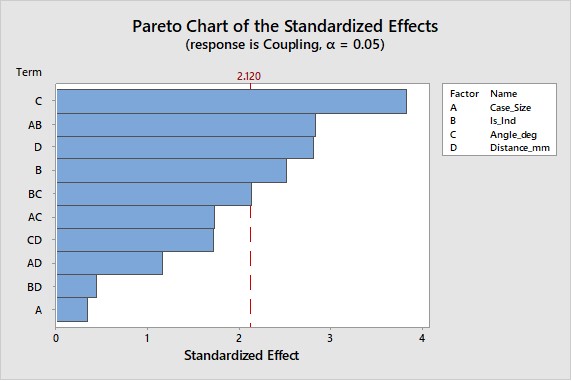 Pareto Chart of the Standardized Effects
(response is Coupling, α = 0.05)
Term
2.120
C
AB
D
B
BC
AC
CD
AD
BD
A
0 1 2 3 4
Standardized Effect
Factor Name
A Case_Size
B Is_Ind
C Angle_deg
D Distance_mm